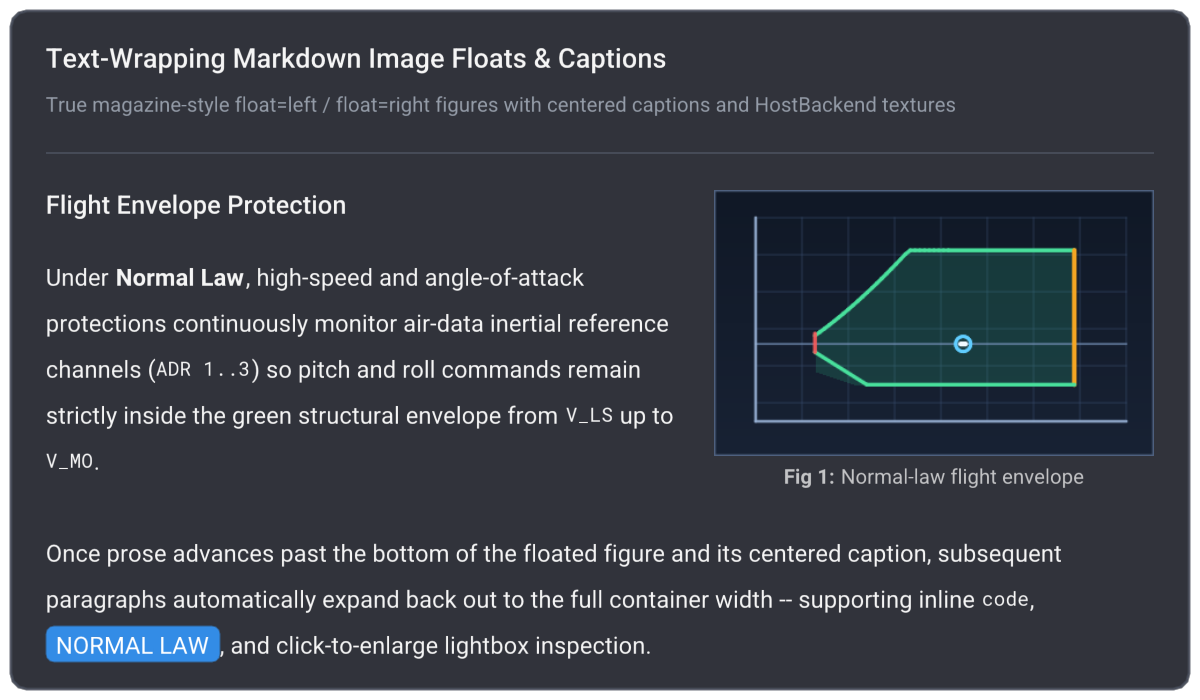 Text-Wrapping Markdown Image Floats & Captions
True magazine-style float=left / float=right figures with centered captions and HostBackend textures
Flight Envelope Protection
Under Normal Law, high-speed and angle-of-attack
protections continuously monitor air-data inertial reference
channels (ADR 1..3) so pitch and roll commands remain
strictly inside the green structural envelope from V_LS up to
V_MO.
Fig 1: Normal-law flight envelope
Once prose advances past the bottom of the floated figure and its centered caption, subsequent
paragraphs automatically expand back out to the full container width -- supporting inline code,
NORMAL LAW, and click-to-enlarge lightbox inspection.